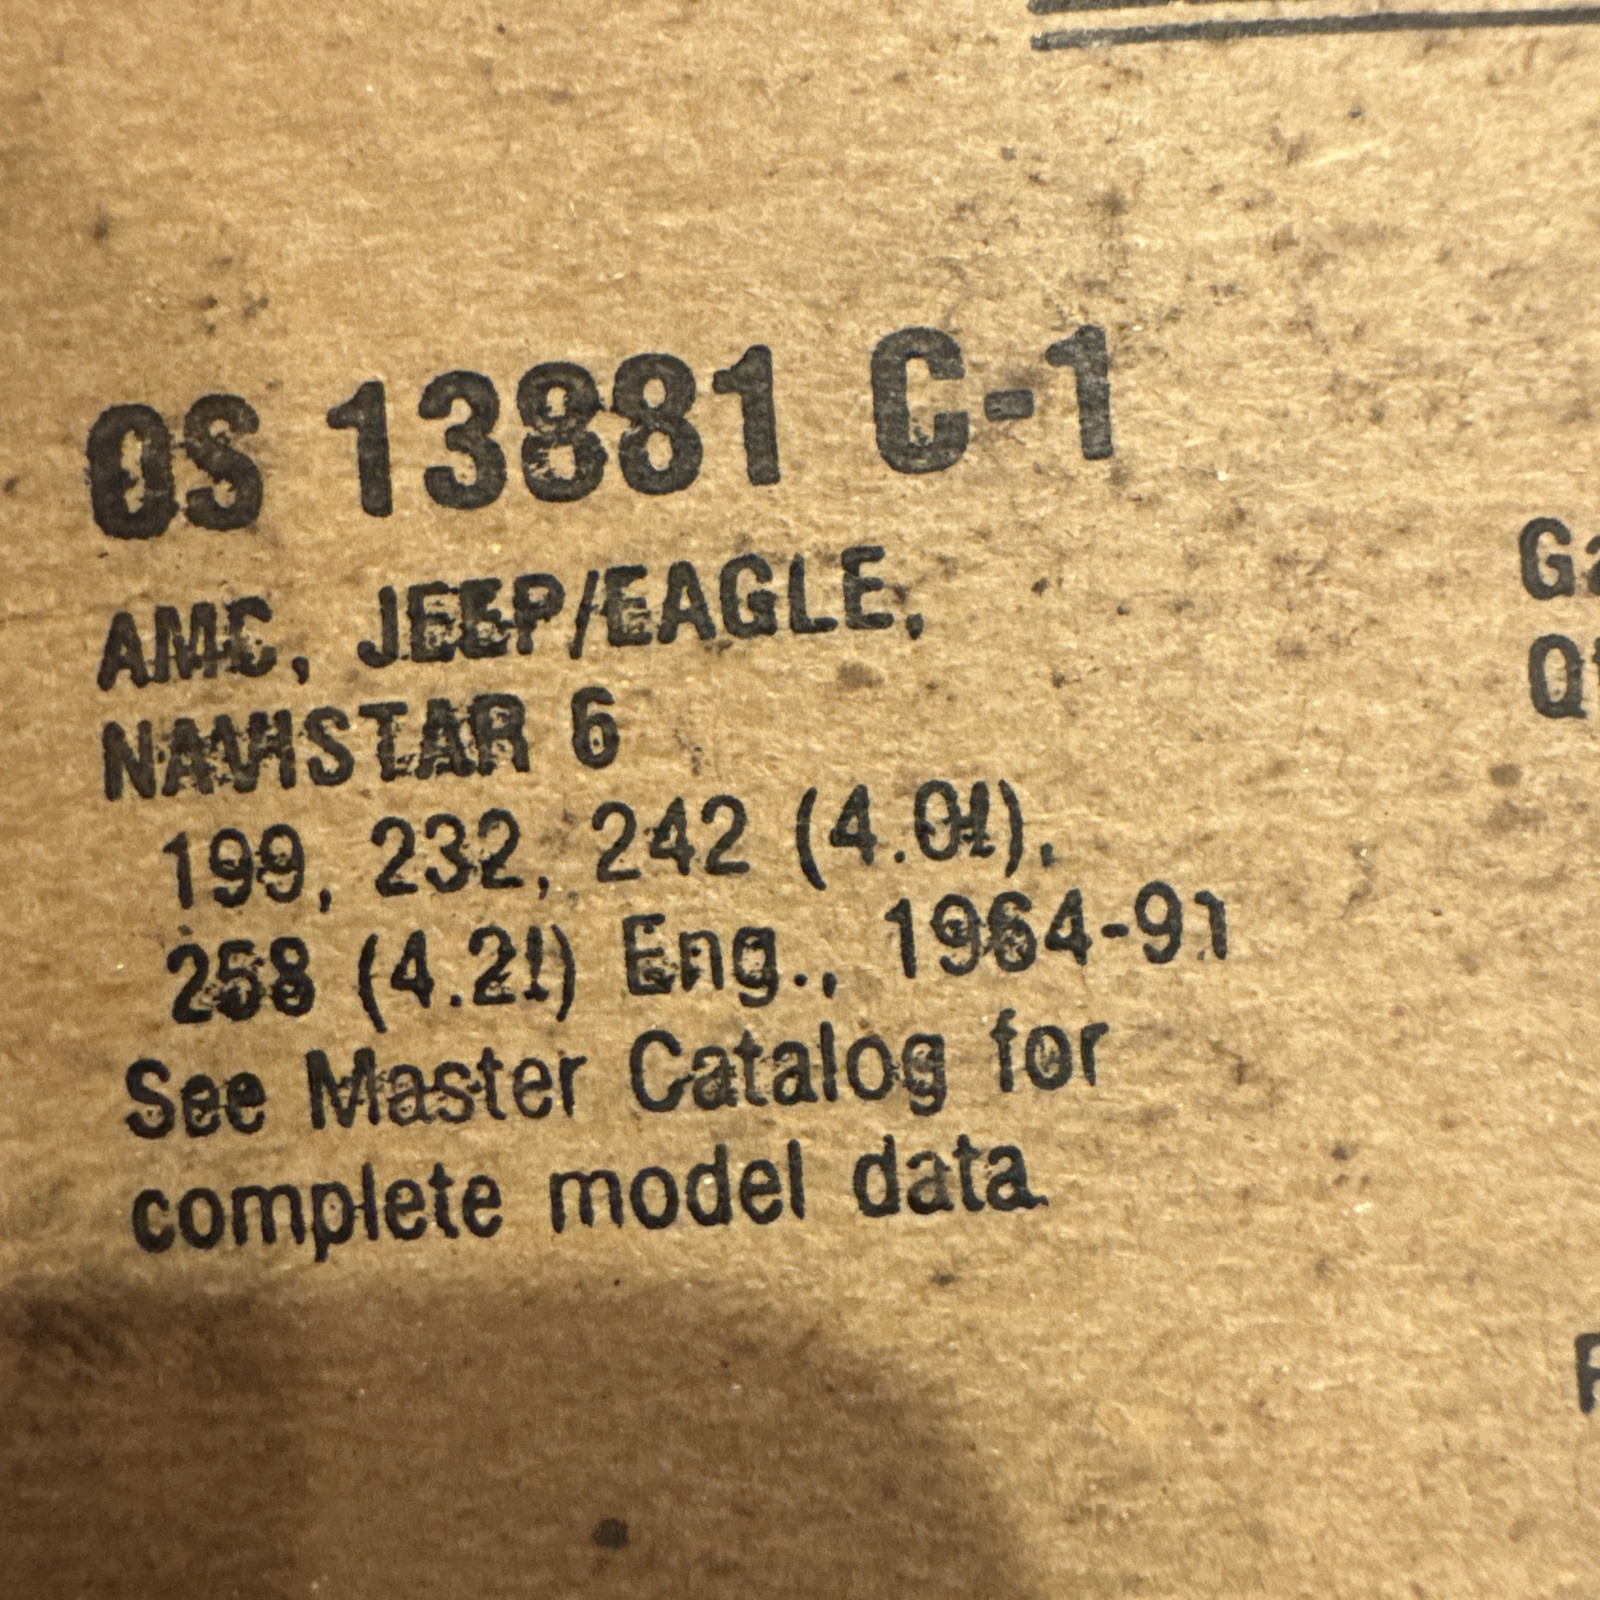 OS 13881 C-1
AMC, JEEP/EAGLE,
NAVISTAR 6
199, 232, 242 (4.0ℓ),
258 (4.2ℓ) Eng., 1964-91
See Master Catalog for
complete model data